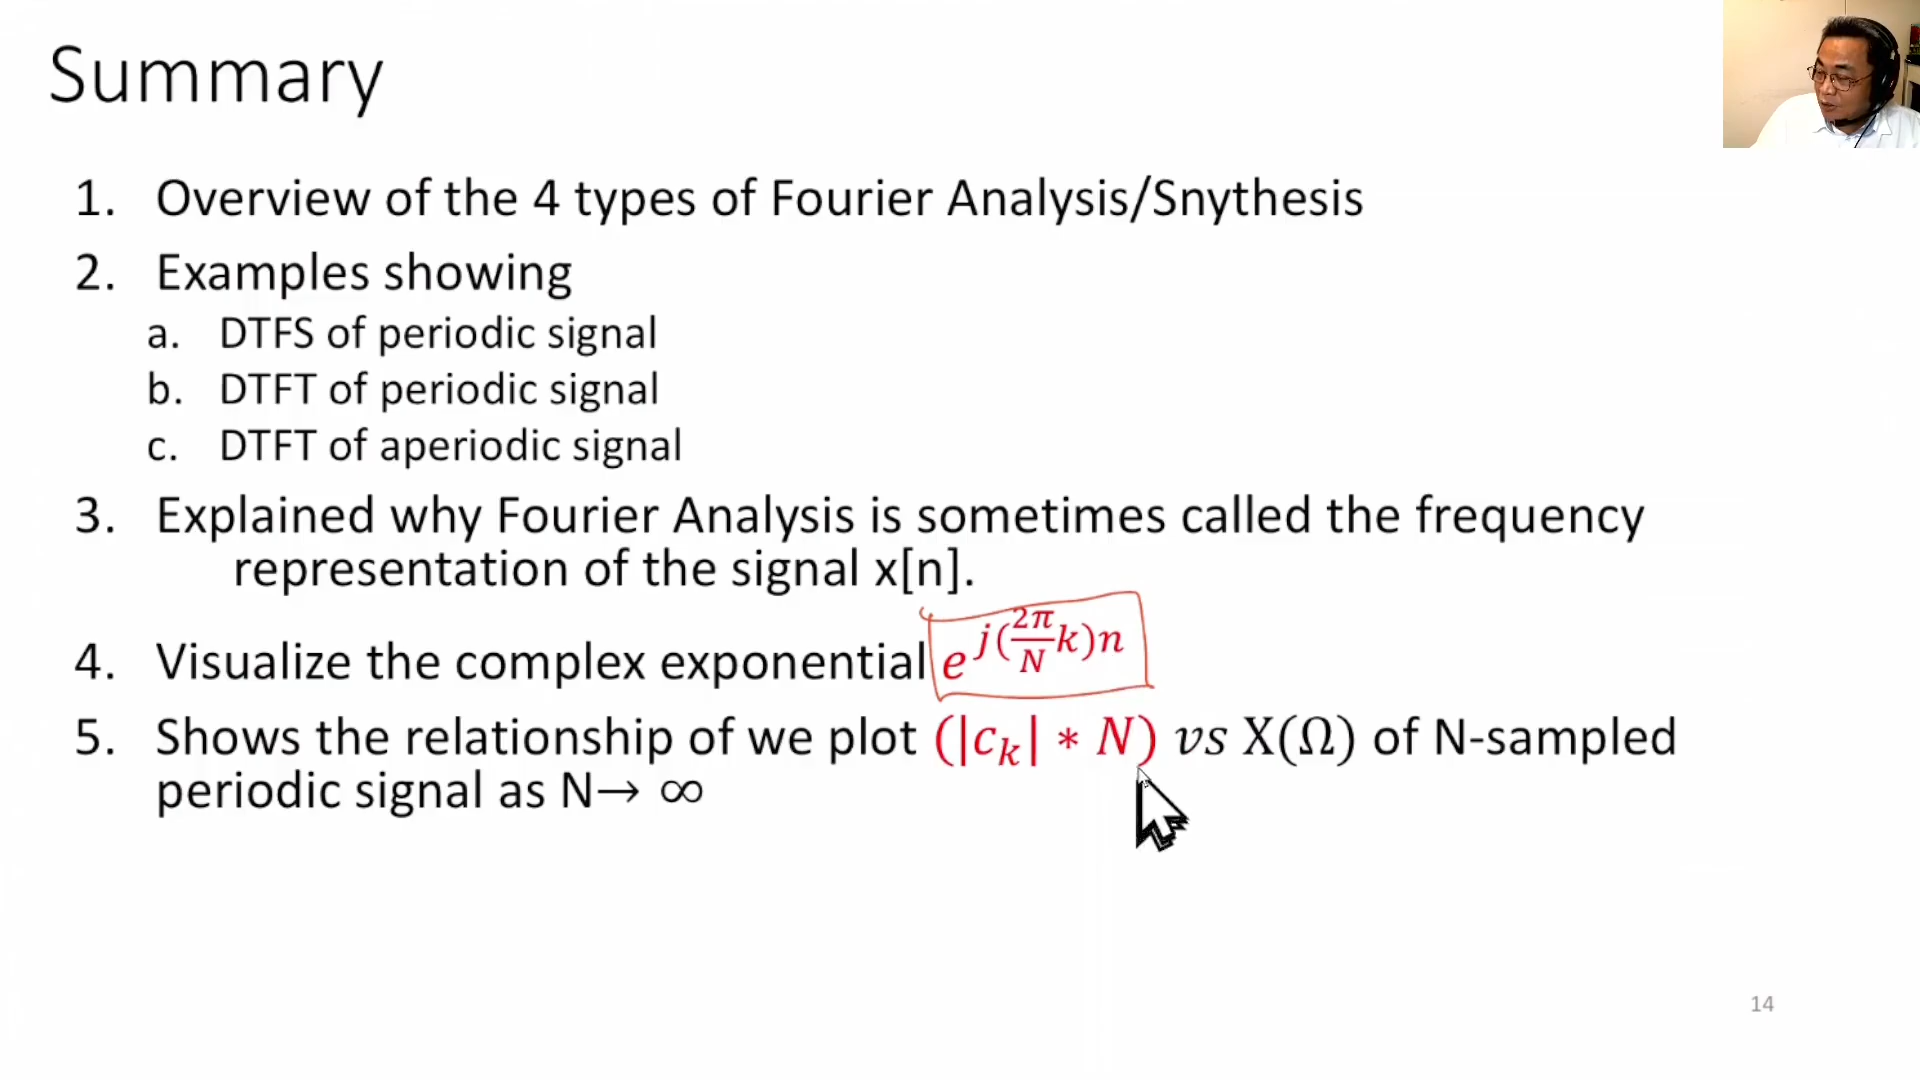 Summary
1. Overview of the 4 types of Fourier Analysis/Snythesis
2. Examples showing
a. DTFS of periodic signal
b. DTFT of periodic signal
c. DTFT of aperiodic signal
3. Explained why Fourier Analysis is sometimes called the frequency
representation of the signal x[n].
4. Visualize the complex exponential e^{j(\frac{2π}{N}k)n}
5. Shows the relationship of we plot (|c_k| * N) vs X(Ω) of N-sampled
periodic signal as N→ ∞
14